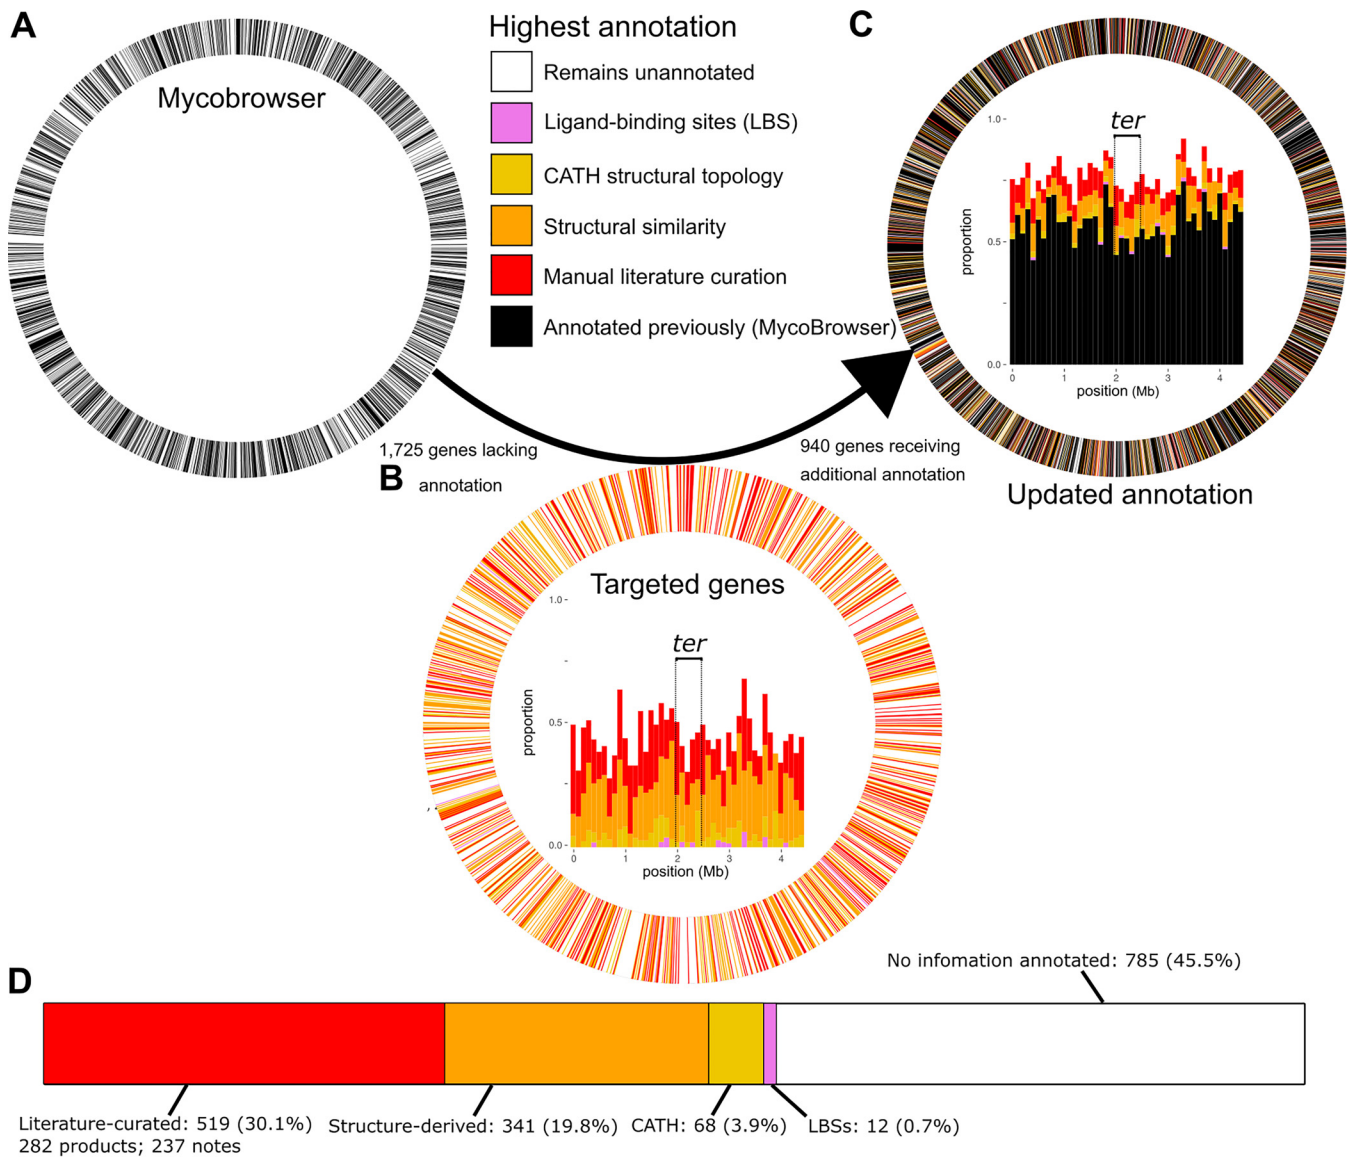 A
Mycobrowser
Highest annotation
Remains unannotated
Ligand-binding sites (LBS)
CATH structural topology
Structural similarity
Manual literature curation
Annotated previously (MycoBrowser)
C
1.0
ter
proportion
0.5
0.0
0 1 2 3 4
position (Mb)
Updated annotation
1,725 genes lacking
annotation
940 genes receiving
additional annotation
B
Targeted genes
1.0
ter
proportion
0.5
0.0
0 1 2 3 4
position (Mb)
D
No infomation annotated: 785 (45.5%)
Literature-curated: 519 (30.1%)
282 products; 237 notes
Structure-derived: 341 (19.8%)
CATH: 68 (3.9%)
LBSs: 12 (0.7%)